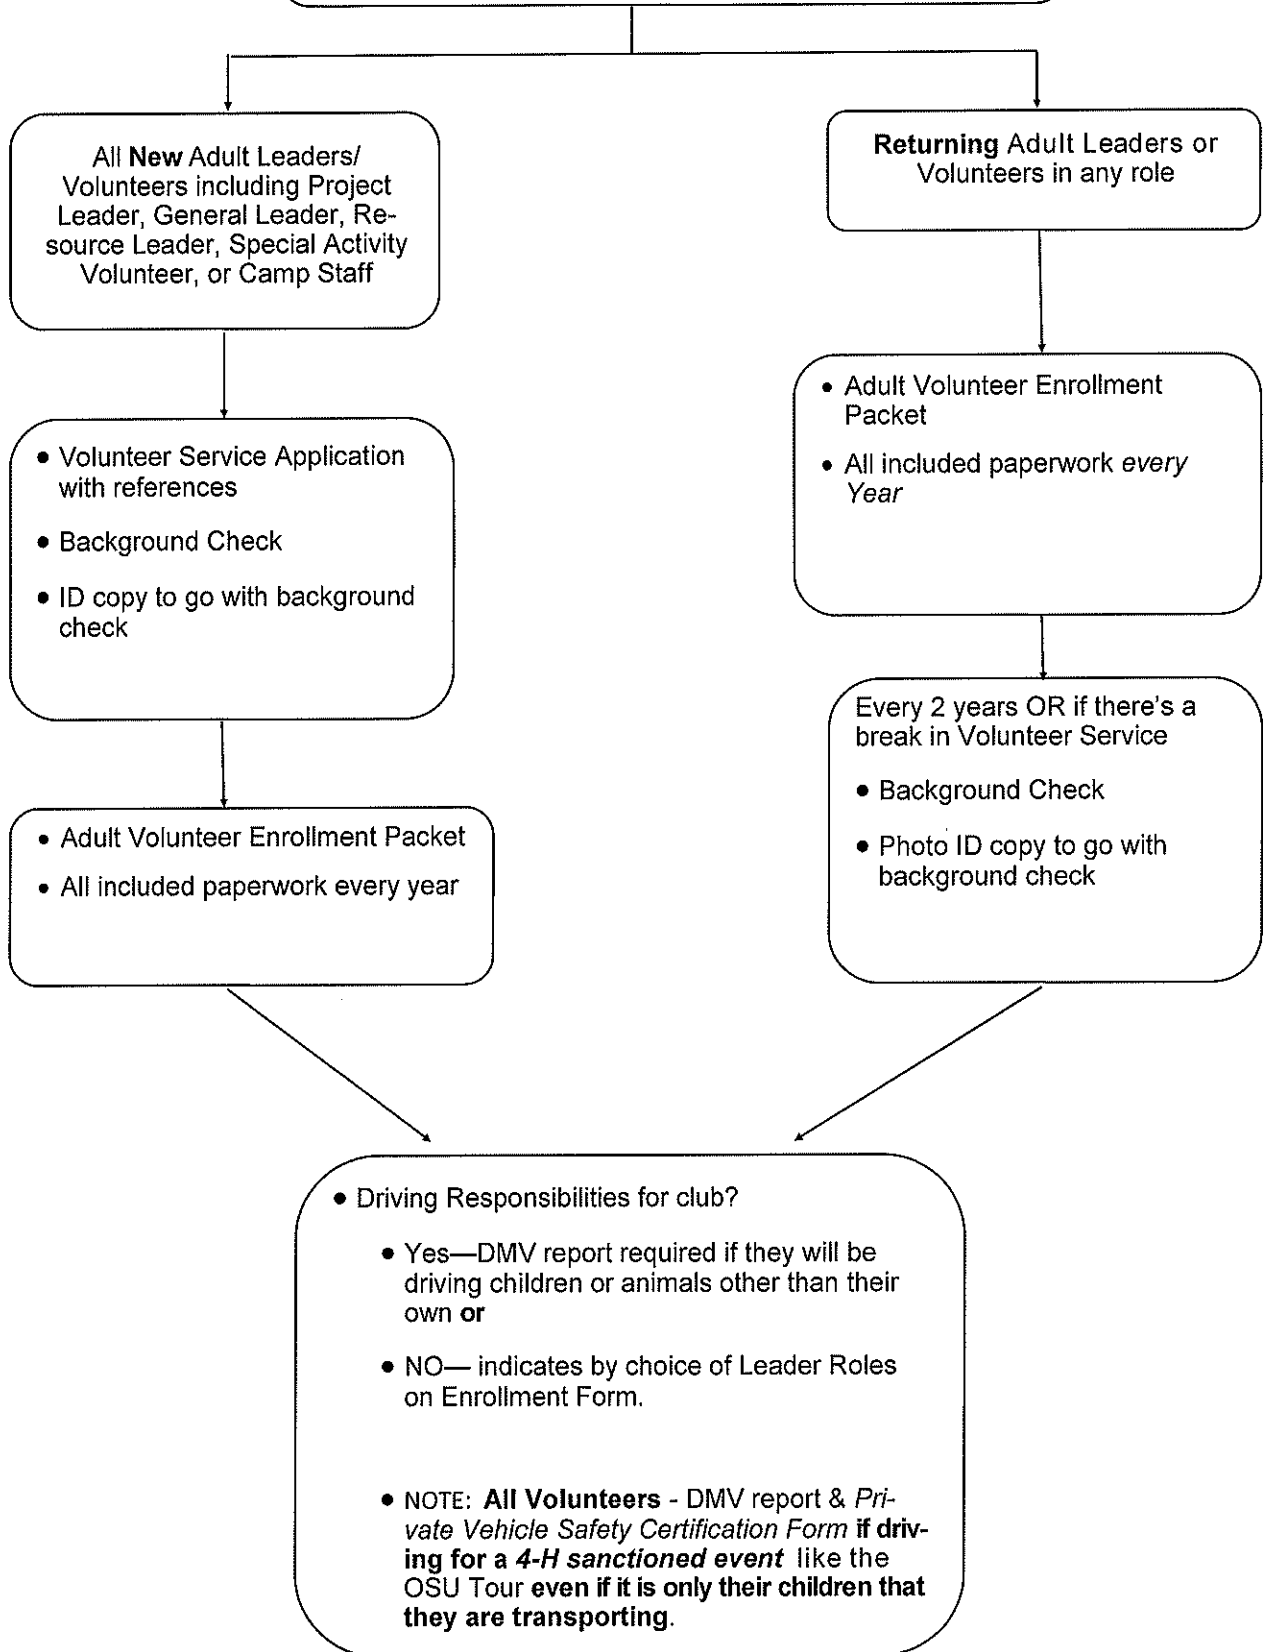 All New Adult Leaders/
Volunteers including Project
Leader, General Leader, Re-
source Leader, Special Activity
Volunteer, or Camp Staff
• Volunteer Service Application
with references
• Background Check
• ID copy to go with background
check
• Adult Volunteer Enrollment Packet
• All included paperwork every year
Returning Adult Leaders or
Volunteers in any role
• Adult Volunteer Enrollment
Packet
• All included paperwork every
Year
Every 2 years OR if there's a
break in Volunteer Service
• Background Check
• Photo ID copy to go with
background check
• Driving Responsibilities for club?
• Yes—DMV report required if they will be
driving children or animals other than their
own or
• NO— indicates by choice of Leader Roles
on Enrollment Form.
• NOTE: All Volunteers - DMV report & Pri-
vate Vehicle Safety Certification Form if driv-
ing for a 4-H sanctioned event like the
OSU Tour even if it is only their children that
they are transporting.